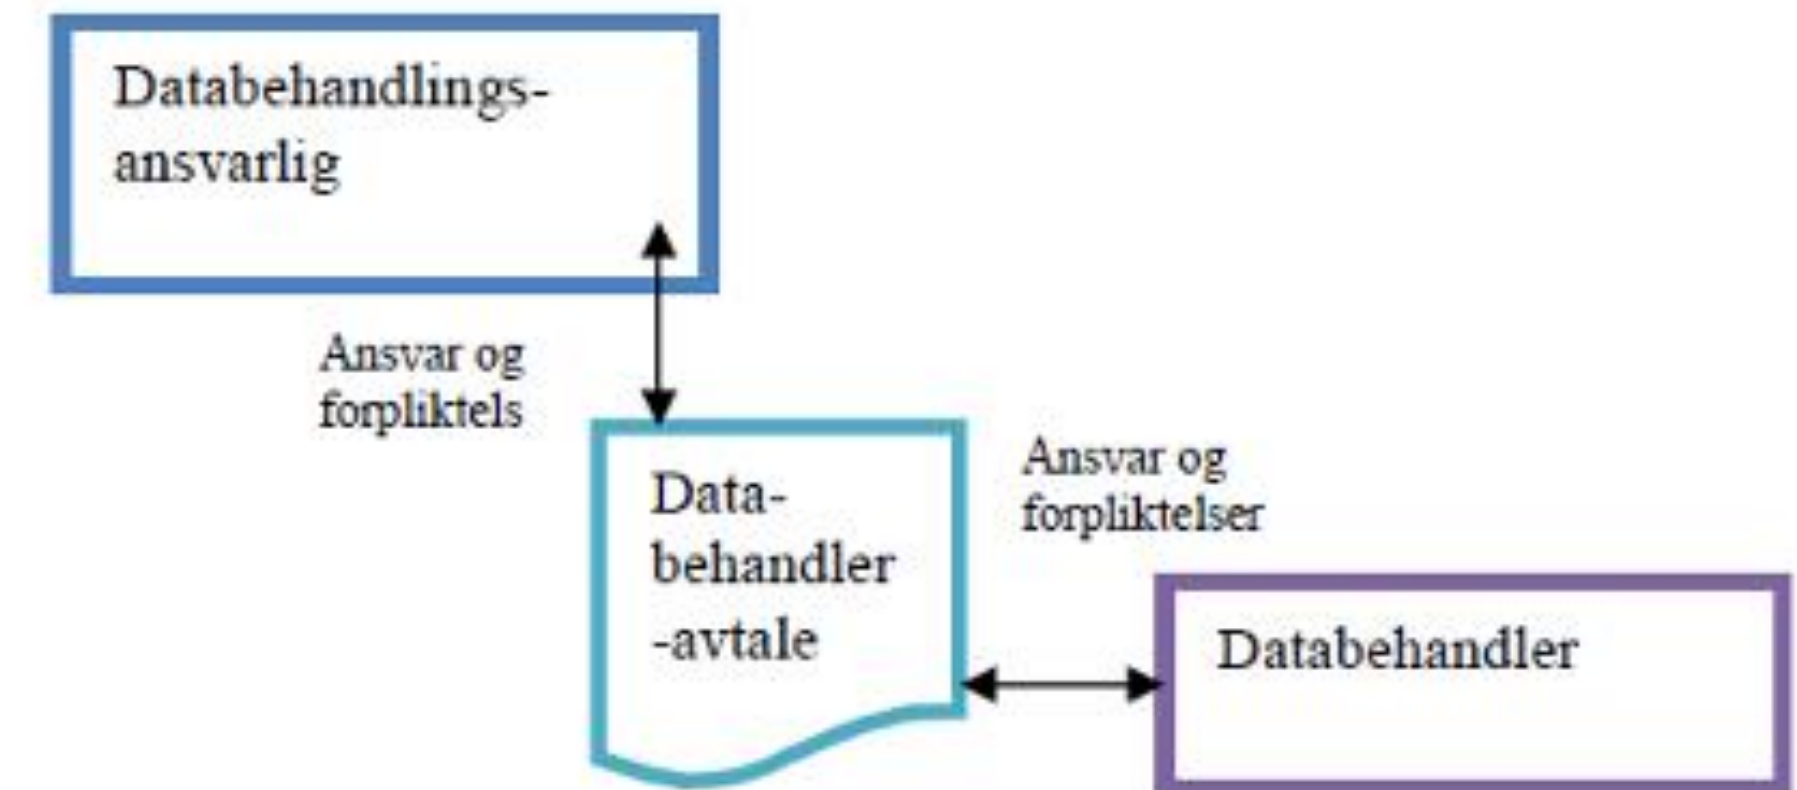 Databehandlings-
ansvarlig
Ansvar og
forpliktels
Data-
behandler
-avtale
Ansvar og
forpliktelser
Databehandler